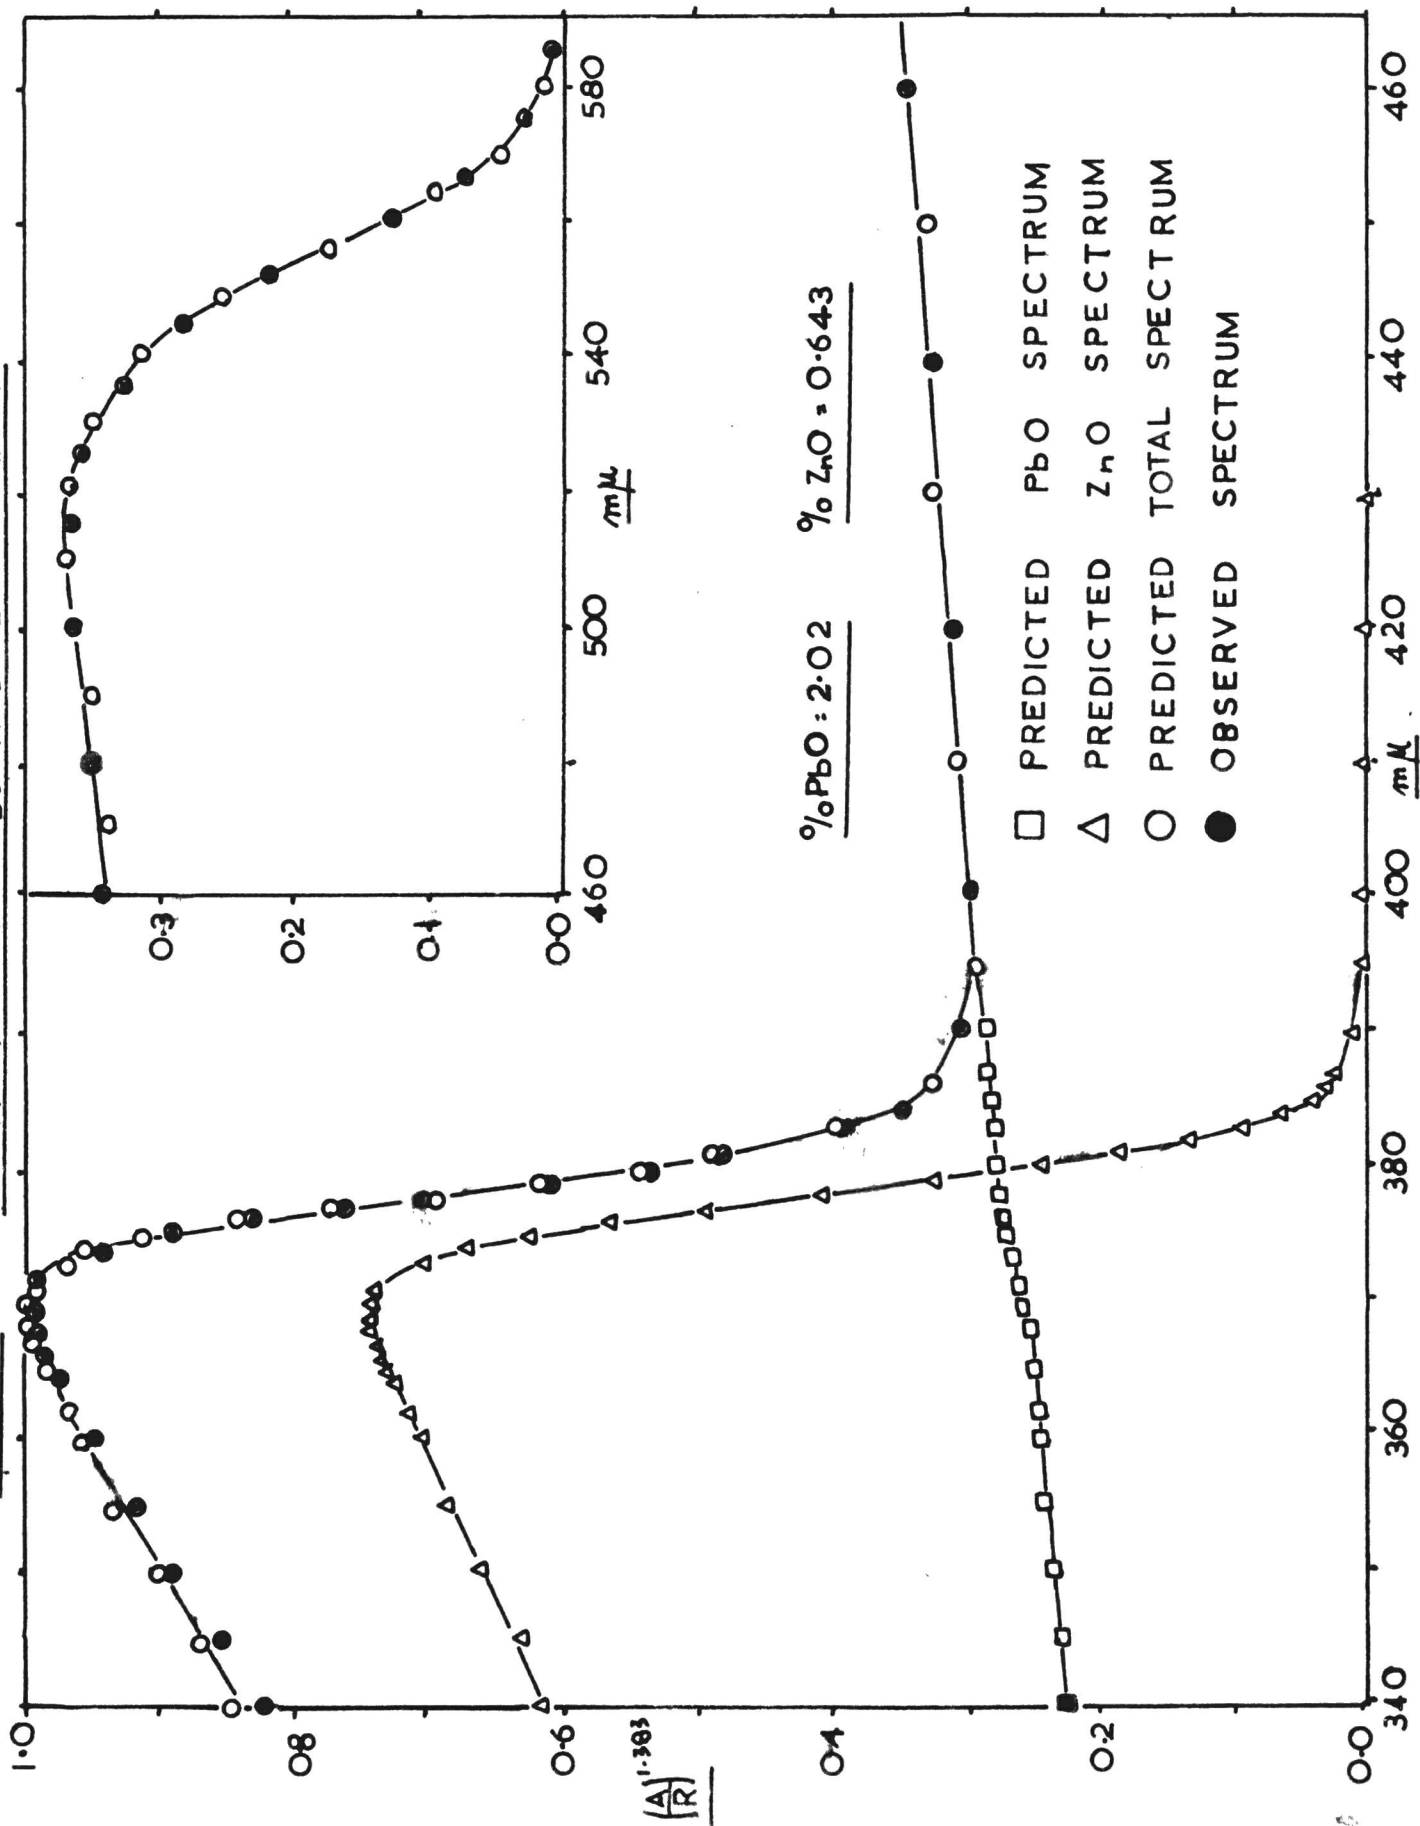 1.0
0.8
0.6
0.4
0.2
0.0
(A/R)^1.383
340
360
380
400
420
440
460
mμ
0.3
0.2
0.1
0.0
460
500
540
580
mμ
%PbO = 2.02 % ZnO = 0.643
□ PREDICTED PbO SPECTRUM
△ PREDICTED ZnO SPECTRUM
○ PREDICTED TOTAL SPECTRUM
● OBSERVED SPECTRUM